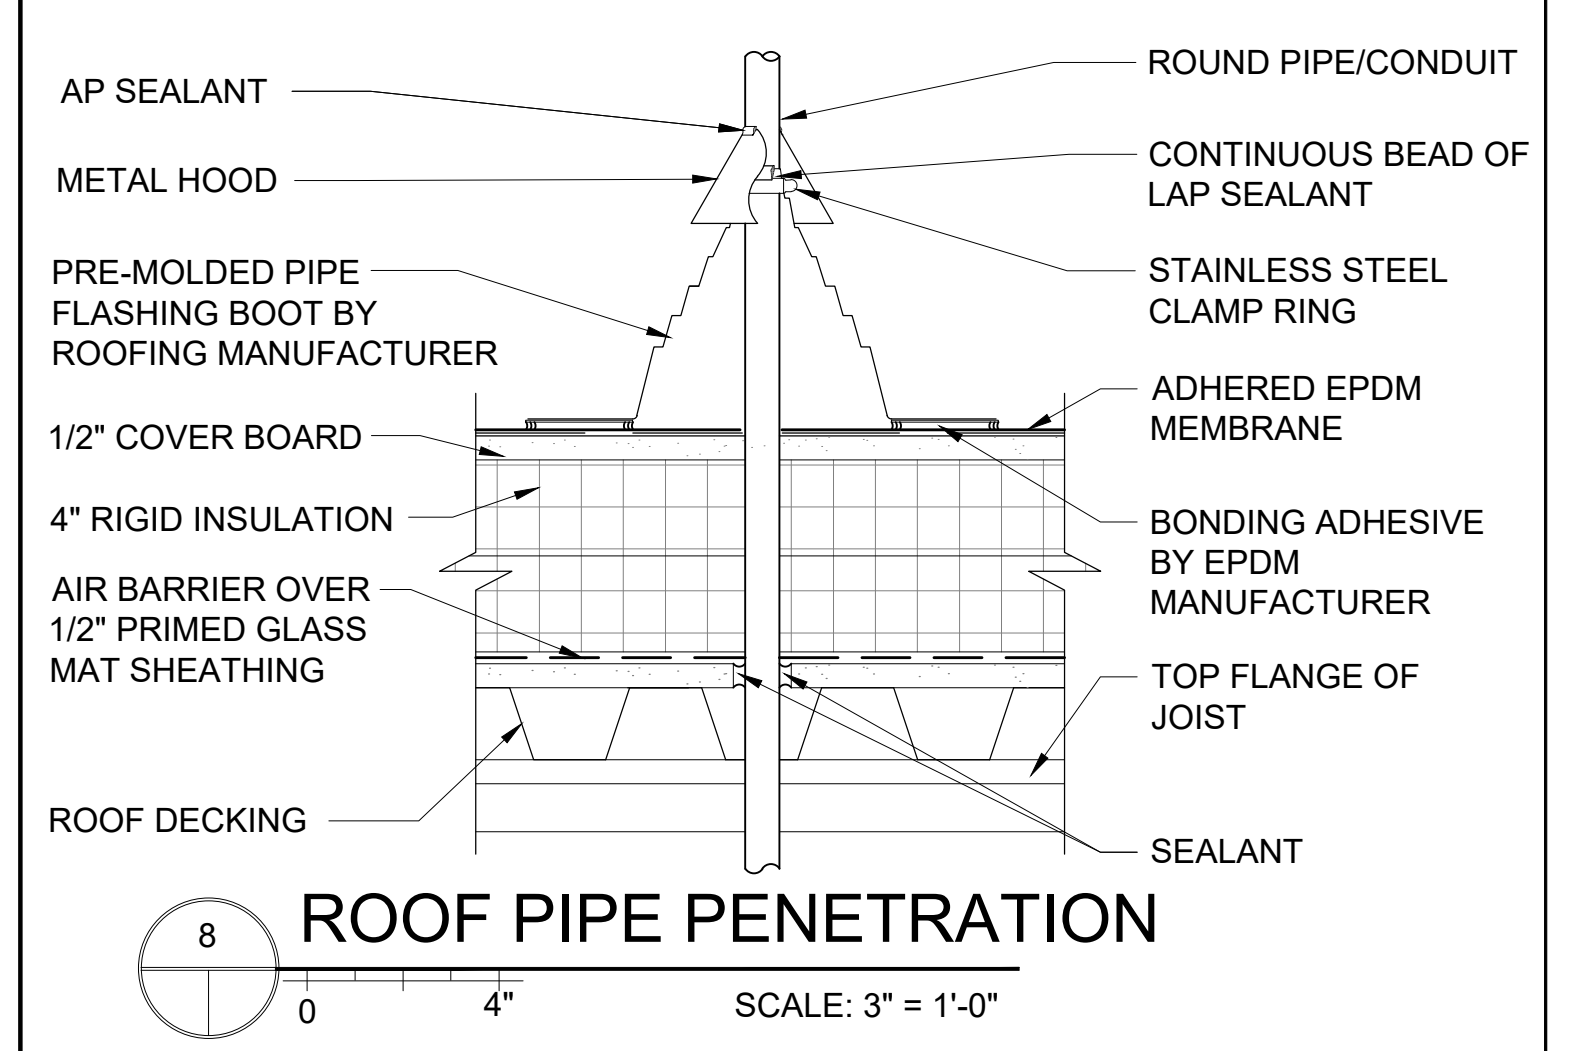 AP SEALANT
METAL HOOD
PRE-MOLDED PIPE
FLASHING BOOT BY
ROOFING MANUFACTURER
1/2" COVER BOARD
4" RIGID INSULATION
AIR BARRIER OVER
1/2" PRIMED GLASS
MAT SHEATHING
ROOF DECKING
ROUND PIPE/CONDUIT
CONTINUOUS BEAD OF
LAP SEALANT
STAINLESS STEEL
CLAMP RING
ADHERED EPDM
MEMBRANE
BONDING ADHESIVE
BY EPDM
MANUFACTURER
TOP FLANGE OF
JOIST
SEALANT
8
ROOF PIPE PENETRATION
0 4"
SCALE: 3" = 1'-0"